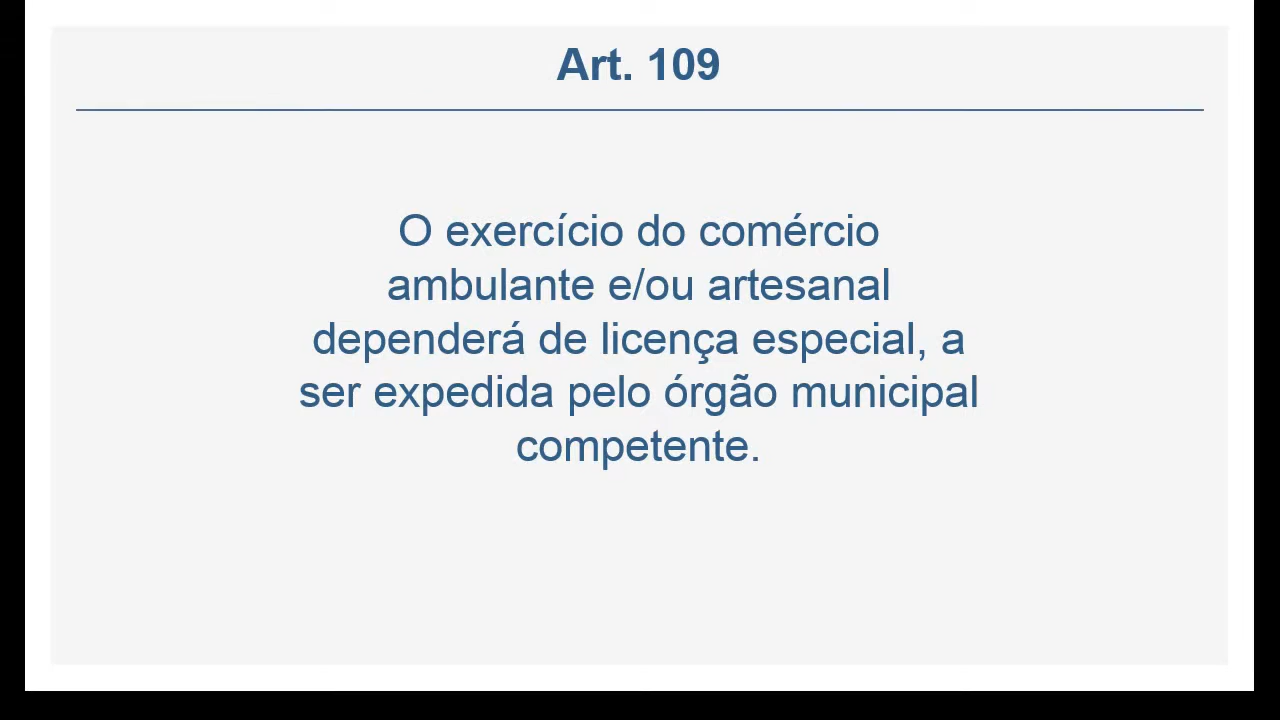 Art. 109
O exercício do comércio
ambulante e/ou artesanal
dependerá de licença especial, a
ser expedida pelo órgão municipal
competente.